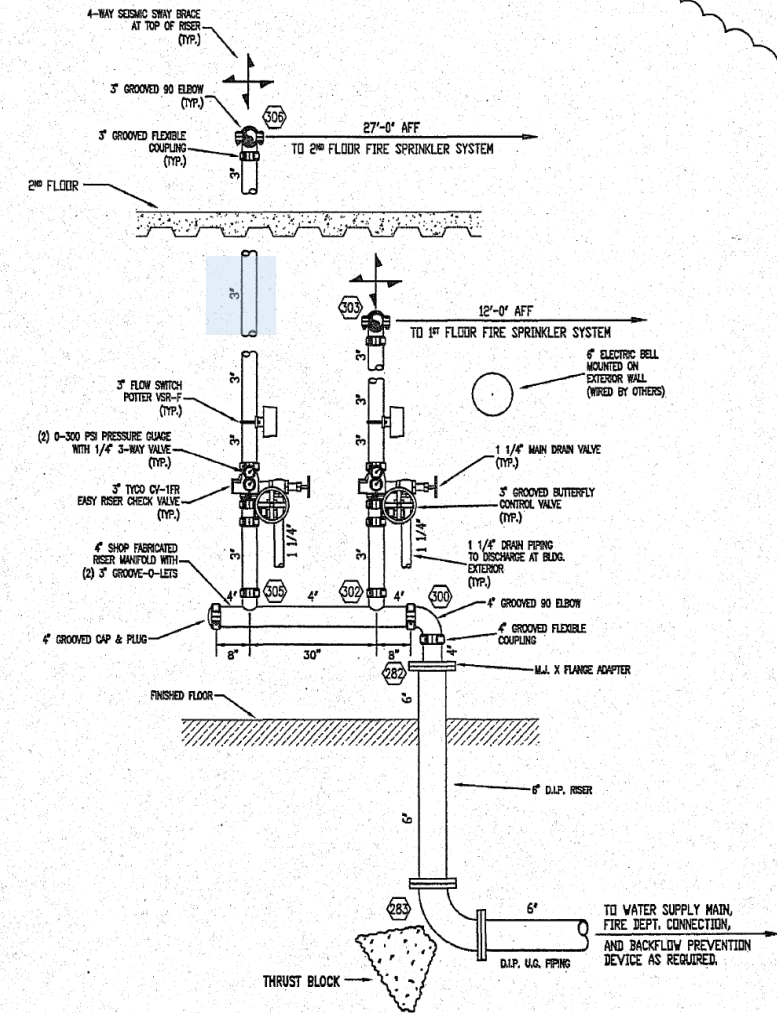 4-WAY SEISMIC SWAY BRACE
AT TOP OF RISER
(TYP.)
3" GROOVED 90 ELBOW
(TYP.)
306
3" GROOVED FLEXIBLE
COUPLING
(TYP.)
27'-0" AFF
TO 2ND FLOOR FIRE SPRINKLER SYSTEM
3"
2ND FLOOR
3"
303
12'-0" AFF
TO 1ST FLOOR FIRE SPRINKLER SYSTEM
3"
3"
3"
6" ELECTRIC BELL
MOUNTED ON
EXTERIOR WALL
(WIRED BY OTHERS)
3" FLOW SWITCH
POTTER VSR-F
(TYP.)
3"
3"
3"
(2) 0-300 PSI PRESSURE GUAGE
WITH 1/4" 3-WAY VALVE
(TYP.)
1 1/4" MAIN DRAIN VALVE
(TYP.)
3" TYCO CV-1FR
EASY RISER CHECK VALVE
(TYP.)
3" GROOVED BUTTERFLY
CONTROL VALVE
(TYP.)
1 1/4"
1 1/4"
3"
3"
4" SHOP FABRICATED
RISER MANIFOLD WITH
(2) 3" GROOVE-O-LETS
1 1/4" DRAIN PIPING
TO DISCHARGE AT BLDG.
EXTERIOR
(TYP.)
4"
305
4"
302
4"
300
4" GROOVED 90 ELBOW
4" GROOVED CAP & PLUG
4" GROOVED FLEXIBLE
COUPLING
8"
30"
8"
4"
282
M.J. X FLANGE ADAPTER
6"
FINISHED FLOOR
6" D.I.P. RISER
6"
283
6"
TO WATER SUPPLY MAIN,
FIRE DEPT. CONNECTION,
AND BACKFLOW PREVENTION
DEVICE AS REQUIRED.
D.I.P. U.G. PIPING
THRUST BLOCK